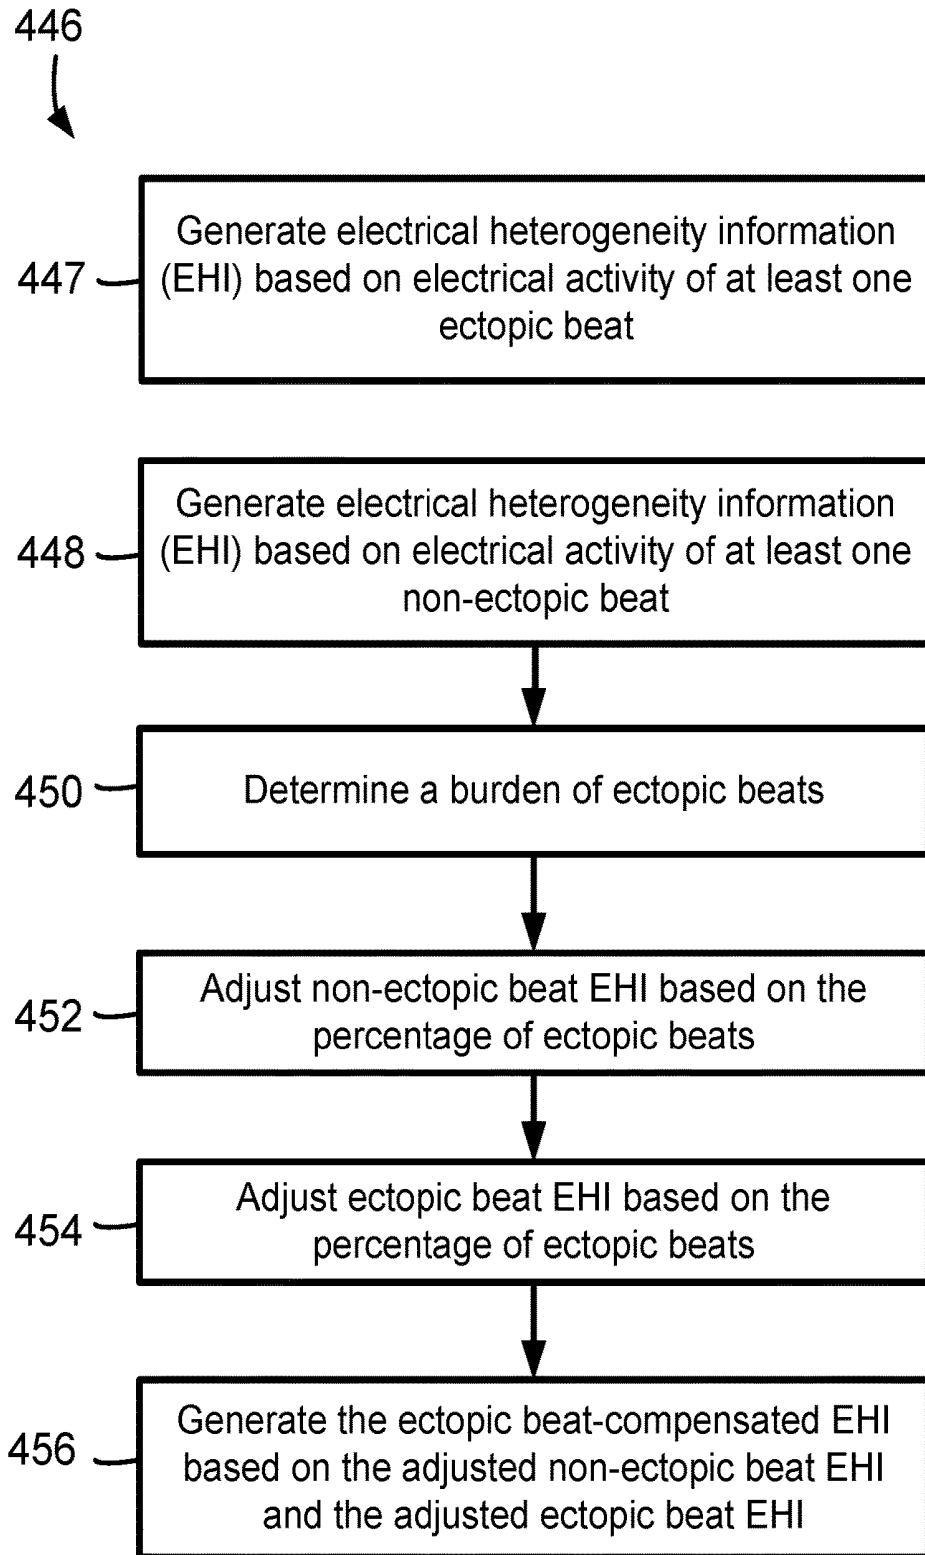 446
447
Generate electrical heterogeneity information
(EHI) based on electrical activity of at least one
ectopic beat
448
Generate electrical heterogeneity information
(EHI) based on electrical activity of at least one
non-ectopic beat
450
Determine a burden of ectopic beats
452
Adjust non-ectopic beat EHI based on the
percentage of ectopic beats
454
Adjust ectopic beat EHI based on the
percentage of ectopic beats
456
Generate the ectopic beat-compensated EHI
based on the adjusted non-ectopic beat EHI
and the adjusted ectopic beat EHI